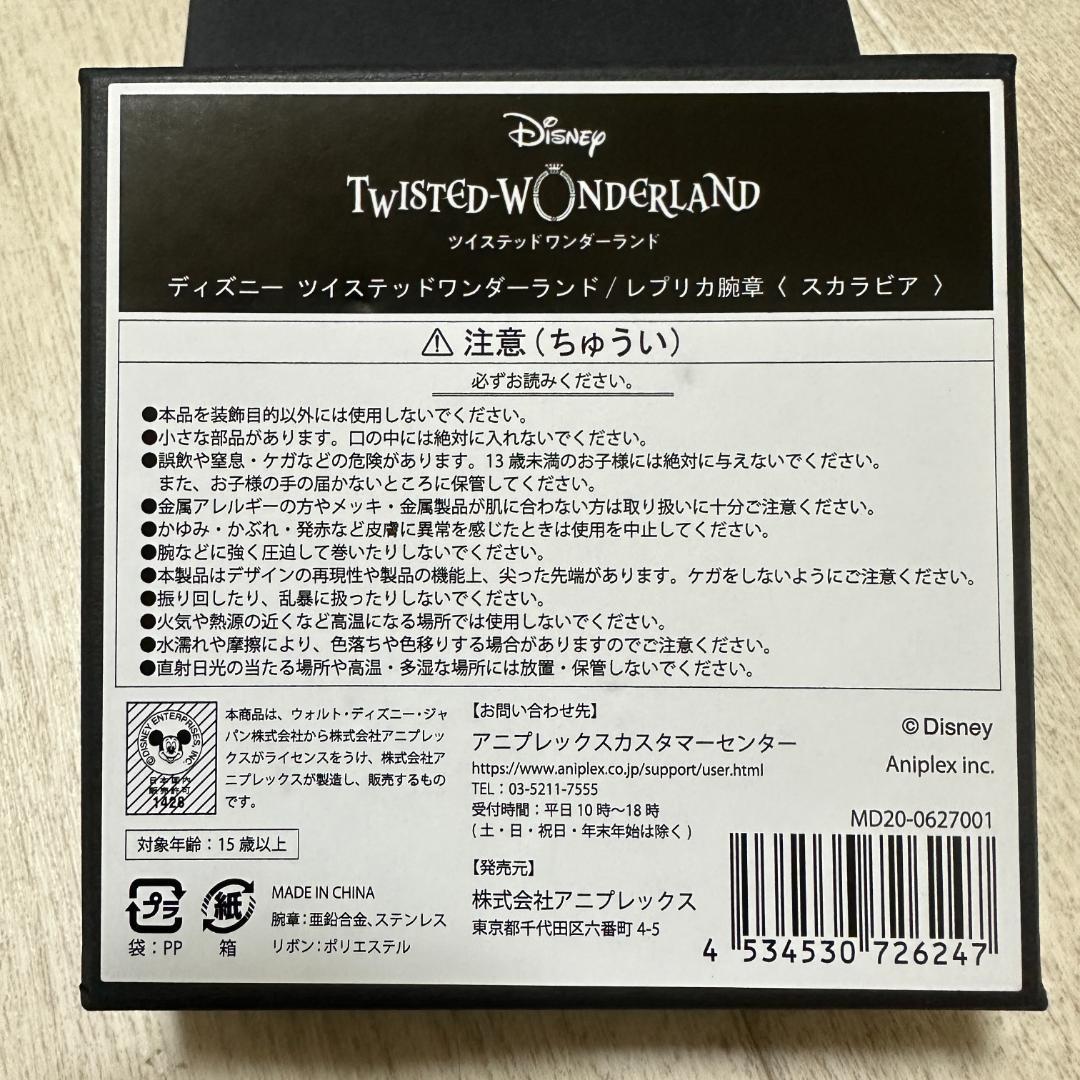 Disney
TWISTED-WONDERLAND
ツイステッドワンダーランド
ディズニー ツイステッドワンダーランド / レプリカ腕章〈 スカラビア 〉
⚠ 注意(ちゅうい)
必ずお読みください。
●本品を装飾目的以外には使用しないでください。
●小さな部品があります。口の中には絶対に入れないでください。
●誤飲や窒息・ケガなどの危険があります。13 歳未満のお子様には絶対に与えないでください。
また、お子様の手の届かないところに保管してください。
●金属アレルギーの方やメッキ・金属製品が肌に合わない方は取り扱いに十分ご注意ください。
●かゆみ・かぶれ・発赤など皮膚に異常を感じたときは使用を中止してください。
●腕などに強く圧迫して巻いたりしないでください。
●本製品はデザインの再現性や製品の機能上、尖った先端があります。ケガをしないようにご注意ください。
●振り回したり、乱暴に扱ったりしないでください。
●火気や熱源の近くなど高温になる場所では使用しないでください。
●水濡れや摩擦により、色落ちや色移りする場合がありますのでご注意ください。
●直射日光の当たる場所や高温・多湿な場所には放置・保管しないでください。
©DISNEY ENTERPRISES, INC.
日本国内
販売許可
1428
本商品は、ウォルト・ディズニー・ジャ
パン株式会社から株式会社アニプレッ
クスがライセンスをうけ、株式会社ア
ニプレックスが製造し、販売するもの
です。
対象年齢：15 歳以上
プラ
袋：PP
紙
箱
MADE IN CHINA
腕章：亜鉛合金、ステンレス
リボン：ポリエステル
【お問い合わせ先】
アニプレックスカスタマーセンター
https://www.aniplex.co.jp/support/user.html
TEL：03-5211-7555
受付時間：平日 10 時〜18 時
( 土・日・祝日・年末年始は除く )
【発売元】
株式会社アニプレックス
東京都千代田区六番町 4-5
© Disney
Aniplex inc.
MD20-0627001
4 534530 726247